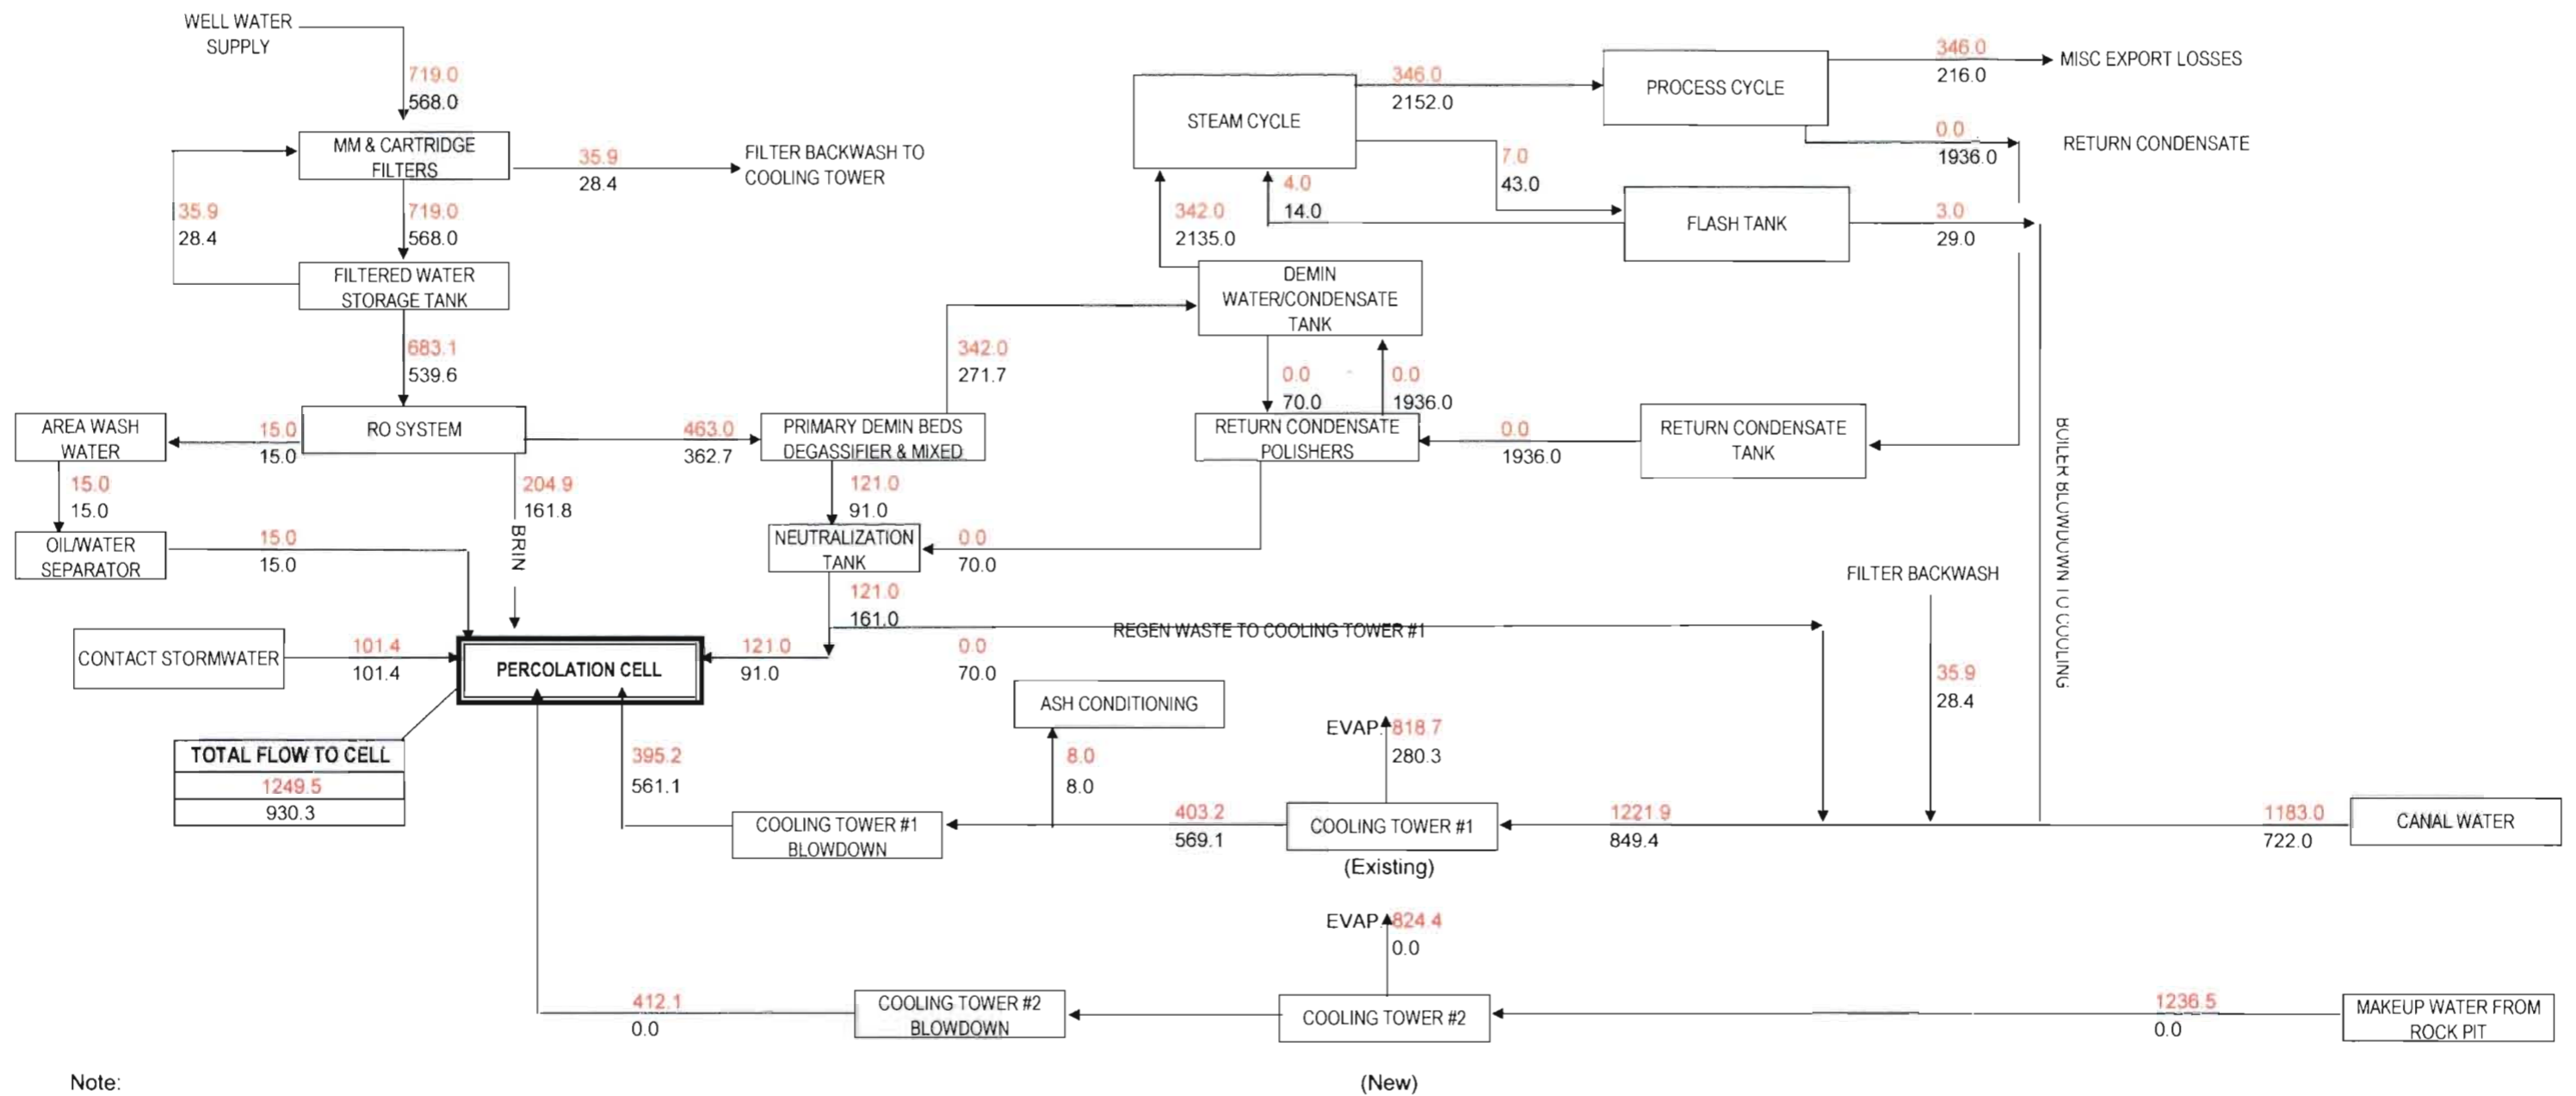 WELL WATER
SUPPLY
719.0
568.0
MM & CARTRIDGE
FILTERS
35.9
28.4
FILTER BACKWASH TO
COOLING TOWER
35.9
28.4
719.0
568.0
FILTERED WATER
STORAGE TANK
683.1
539.6
RO SYSTEM
15.0
15.0
AREA WASH
WATER
15.0
15.0
OIL/WATER
SEPARATOR
15.0
15.0
204.9
161.8
BRIN
463.0
362.7
PRIMARY DEMIN BEDS
DEGASSIFIER & MIXED
342.0
271.7
121.0
91.0
NEUTRALIZATION
TANK
0.0
70.0
121.0
161.0
REGEN WASTE TO COOLING TOWER #1
0.0
70.0
121.0
91.0
CONTACT STORMWATER
101.4
101.4
PERCOLATION CELL
TOTAL FLOW TO CELL
1249.5
930.3
STEAM CYCLE
346.0
2152.0
PROCESS CYCLE
346.0
216.0
MISC EXPORT LOSSES
0.0
1936.0
RETURN CONDENSATE
7.0
43.0
4.0
14.0
FLASH TANK
3.0
29.0
342.0
2135.0
DEMIN
WATER/CONDENSATE
TANK
0.0
70.0
0.0
1936.0
RETURN CONDENSATE
POLISHERS
0.0
1936.0
RETURN CONDENSATE
TANK
BOILER BLOWDOWN TO COOLING
FILTER BACKWASH
35.9
28.4
ASH CONDITIONING
8.0
8.0
EVAP.
818.7
280.3
395.2
561.1
COOLING TOWER #1
BLOWDOWN
403.2
569.1
COOLING TOWER #1
(Existing)
1221.9
849.4
1183.0
722.0
CANAL WATER
EVAP.
824.4
0.0
412.1
0.0
COOLING TOWER #2
BLOWDOWN
COOLING TOWER #2
(New)
1236.5
0.0
MAKEUP WATER FROM
ROCK PIT
Note: